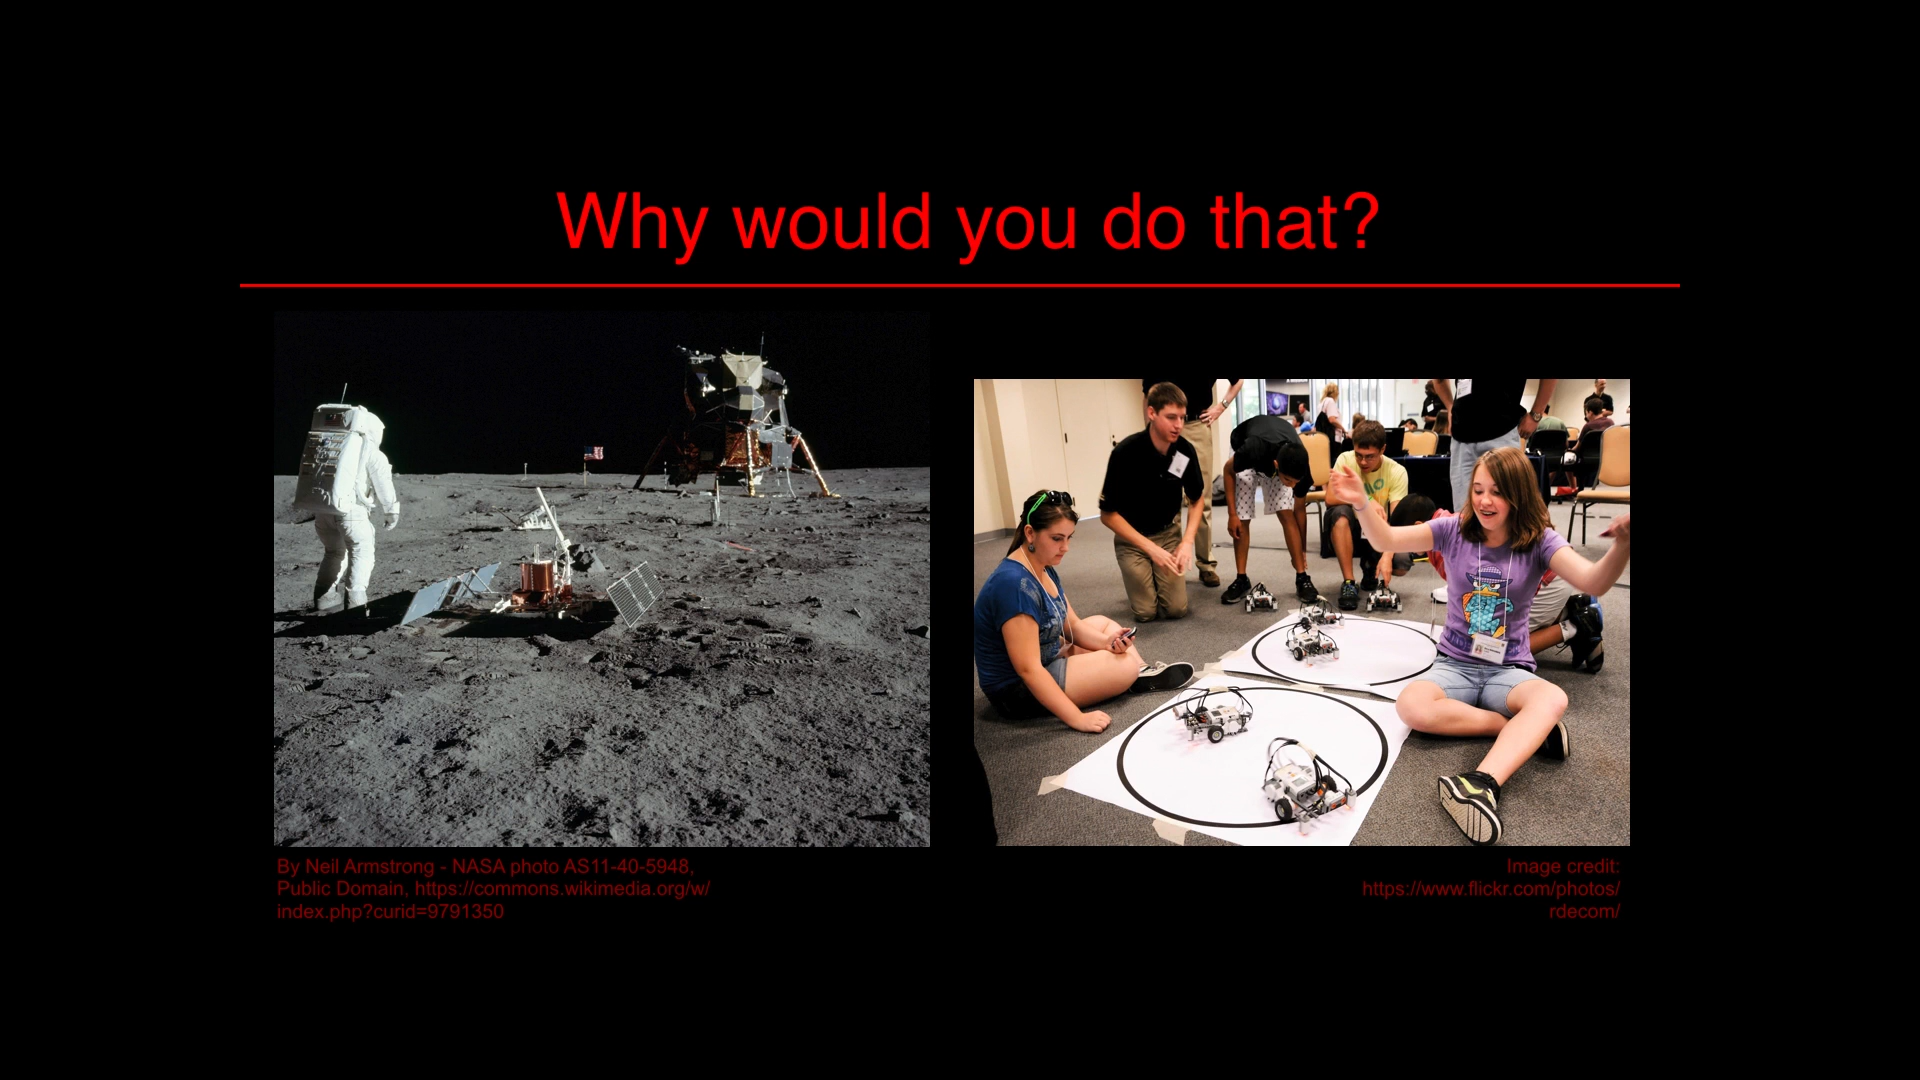 Why would you do that?
By Neil Armstrong - NASA photo AS11-40-5948,
Public Domain, https://commons.wikimedia.org/w/
index.php?curid=9791350
Image credit:
https://www.flickr.com/photos/
rdecom/